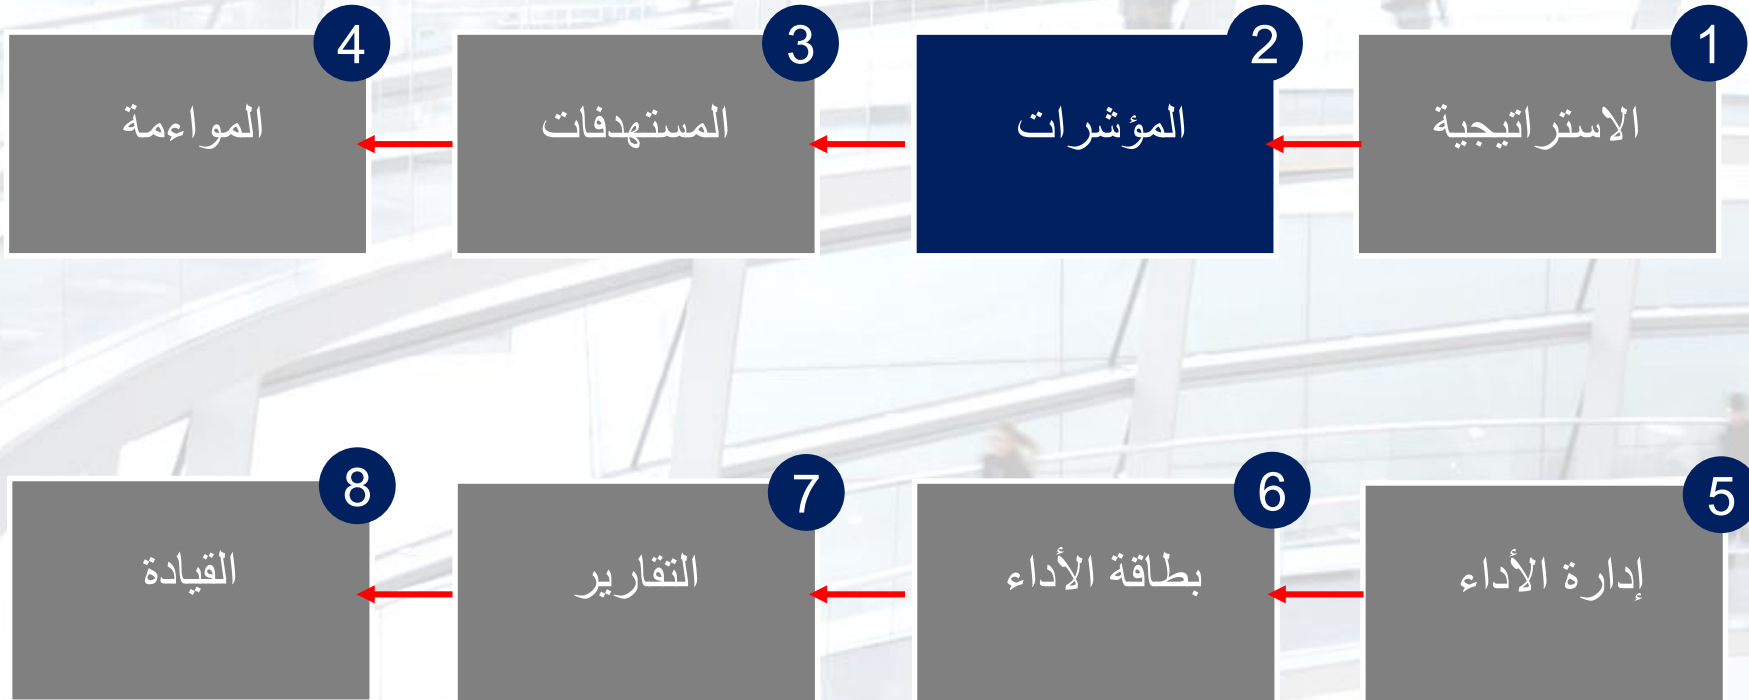 1
الاستراتيجية
2
المؤشرات
3
المستهدفات
4
المواءمة
5
إدارة الأداء
6
بطاقة الأداء
7
التقارير
8
القيادة